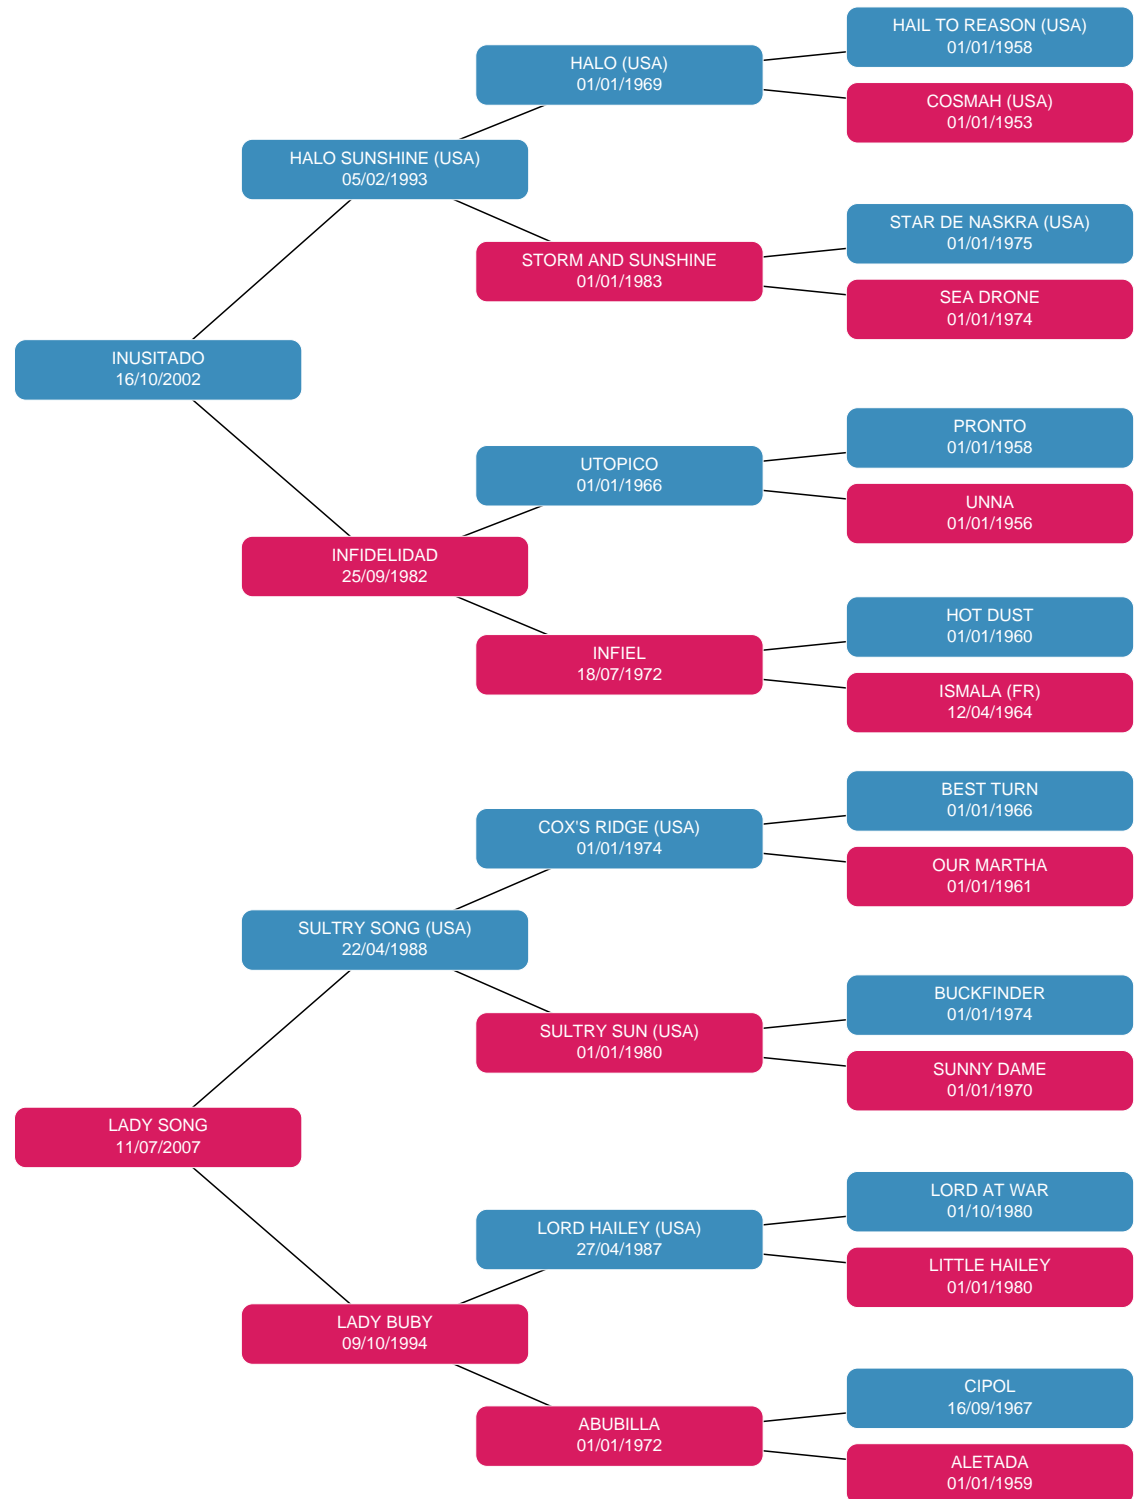 HAIL TO REASON (USA)
01/01/1958
HALO (USA)
01/01/1969
COSMAH (USA)
01/01/1953
HALO SUNSHINE (USA)
05/02/1993
STAR DE NASKRA (USA)
01/01/1975
STORM AND SUNSHINE
01/01/1983
SEA DRONE
01/01/1974
INUSITADO
16/10/2002
PRONTO
01/01/1958
UTOPICO
01/01/1966
UNNA
01/01/1956
INFIDELIDAD
25/09/1982
HOT DUST
01/01/1960
INFIEL
18/07/1972
ISMALA (FR)
12/04/1964
BEST TURN
01/01/1966
COX'S RIDGE (USA)
01/01/1974
OUR MARTHA
01/01/1961
SULTRY SONG (USA)
22/04/1988
BUCKFINDER
01/01/1974
SULTRY SUN (USA)
01/01/1980
SUNNY DAME
01/01/1970
LADY SONG
11/07/2007
LORD AT WAR
01/10/1980
LORD HAILEY (USA)
27/04/1987
LITTLE HAILEY
01/01/1980
LADY BUBY
09/10/1994
CIPOL
16/09/1967
ABUBILLA
01/01/1972
ALETADA
01/01/1959